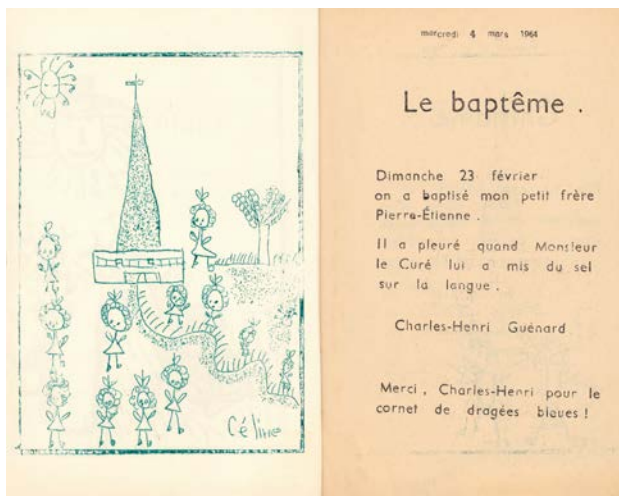 Céline
mercredi 4 mars 1964
Le baptême .
Dimanche 23 février
on a baptisé mon petit frère
Pierre-Étienne .
Il a pleuré quand Monsieur
le Curé lui a mis du sel
sur la langue .
Charles-Henri Guénard
Merci , Charles-Henri pour le
cornet de dragées bleues !